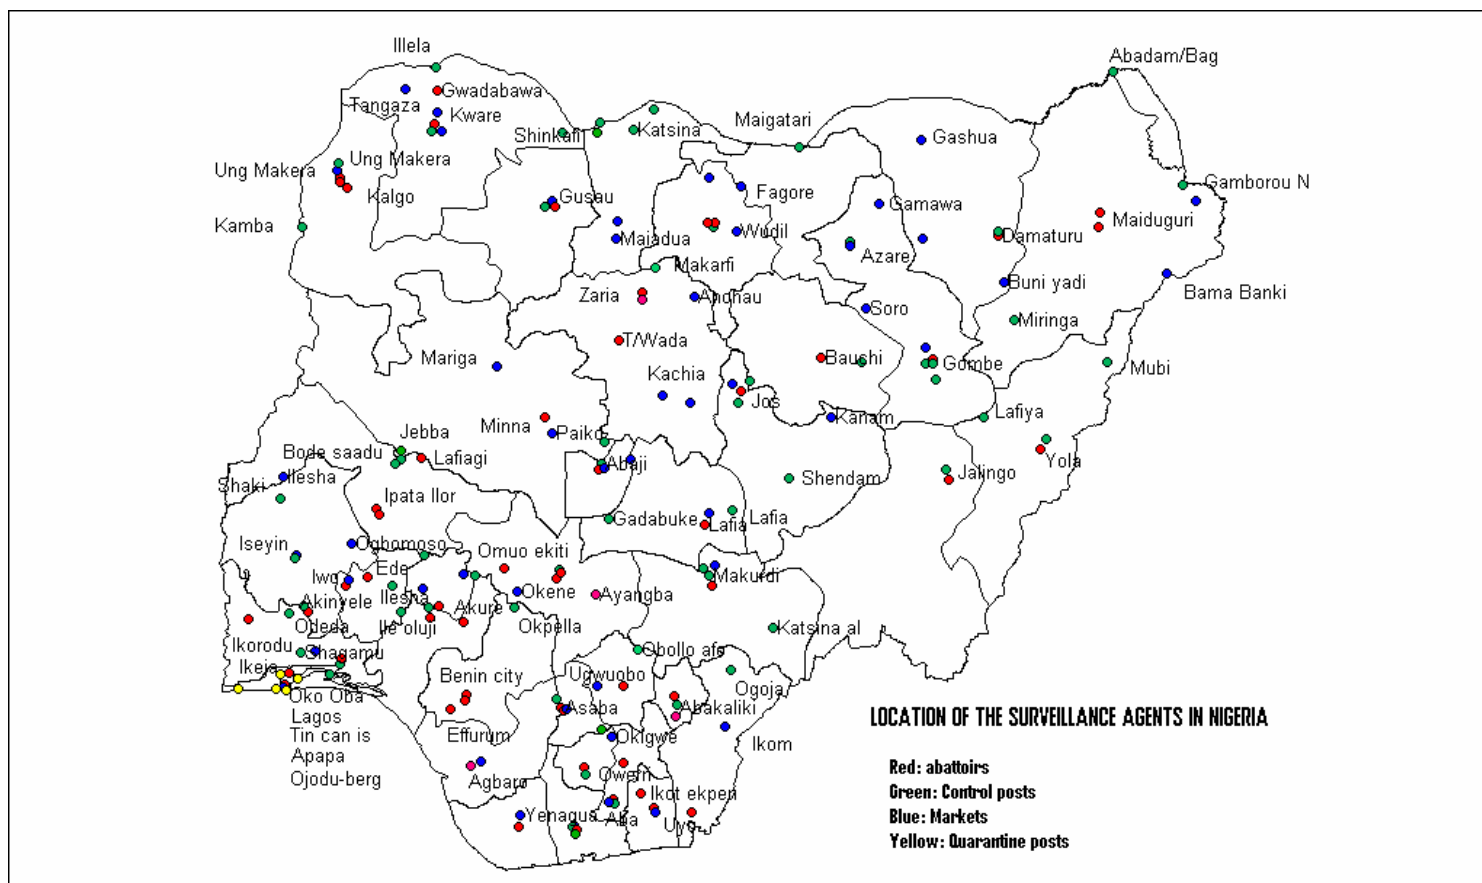 Illela
Abadam/Bag
Gwadabawa
Tangaza
Kware
Shinkafi
Katsina
Maigatari
Gashua
Ung Makera
Ung Makera
Kalgo
Gusau
Fagore
Gamawa
Gamborou N
Kamba
Maiadua
Wudil
Azare
Damaturu
Maiduguri
Makarfi
Zaria
Anchau
Soro
Buni yadi
Bama Banki
Miringa
T/Wada
Mariga
Baushi
Gombe
Mubi
Kachia
Jos
Kanam
Lafiya
Minna
Paiko
Jebba
Bode saadu
Lafiagi
Abaji
Yola
Ilesha
Shaki
Shendam
Jalingo
Ipata Ilor
Gadabuke
Lafia
Lafia
Iseyin
Ogbomoso
Omuo ekiti
Iwo
Ede
Makurdi
Akinyele
Ilesha
Akure
Okene
Ayangba
Odeda
Ile oluji
Okpella
Katsina al
Ikorodu
Shagamu
Obollo afo
Ikeja
Benin city
Ugwuobo
Ogoja
Oko Oba
Asaba
Abakaliki
LOCATION OF THE SURVEILLANCE AGENTS IN NIGERIA
Lagos
Tin can is
Effurum
Okigwe
Ikom
Apapa
Ojodu-berg
Agbaro
Owerri
Red: abattoirs
Green: Control posts
Ikot ekpen
Yenagua
Aba
Uyo
Blue: Markets
Yellow: Quarantine posts